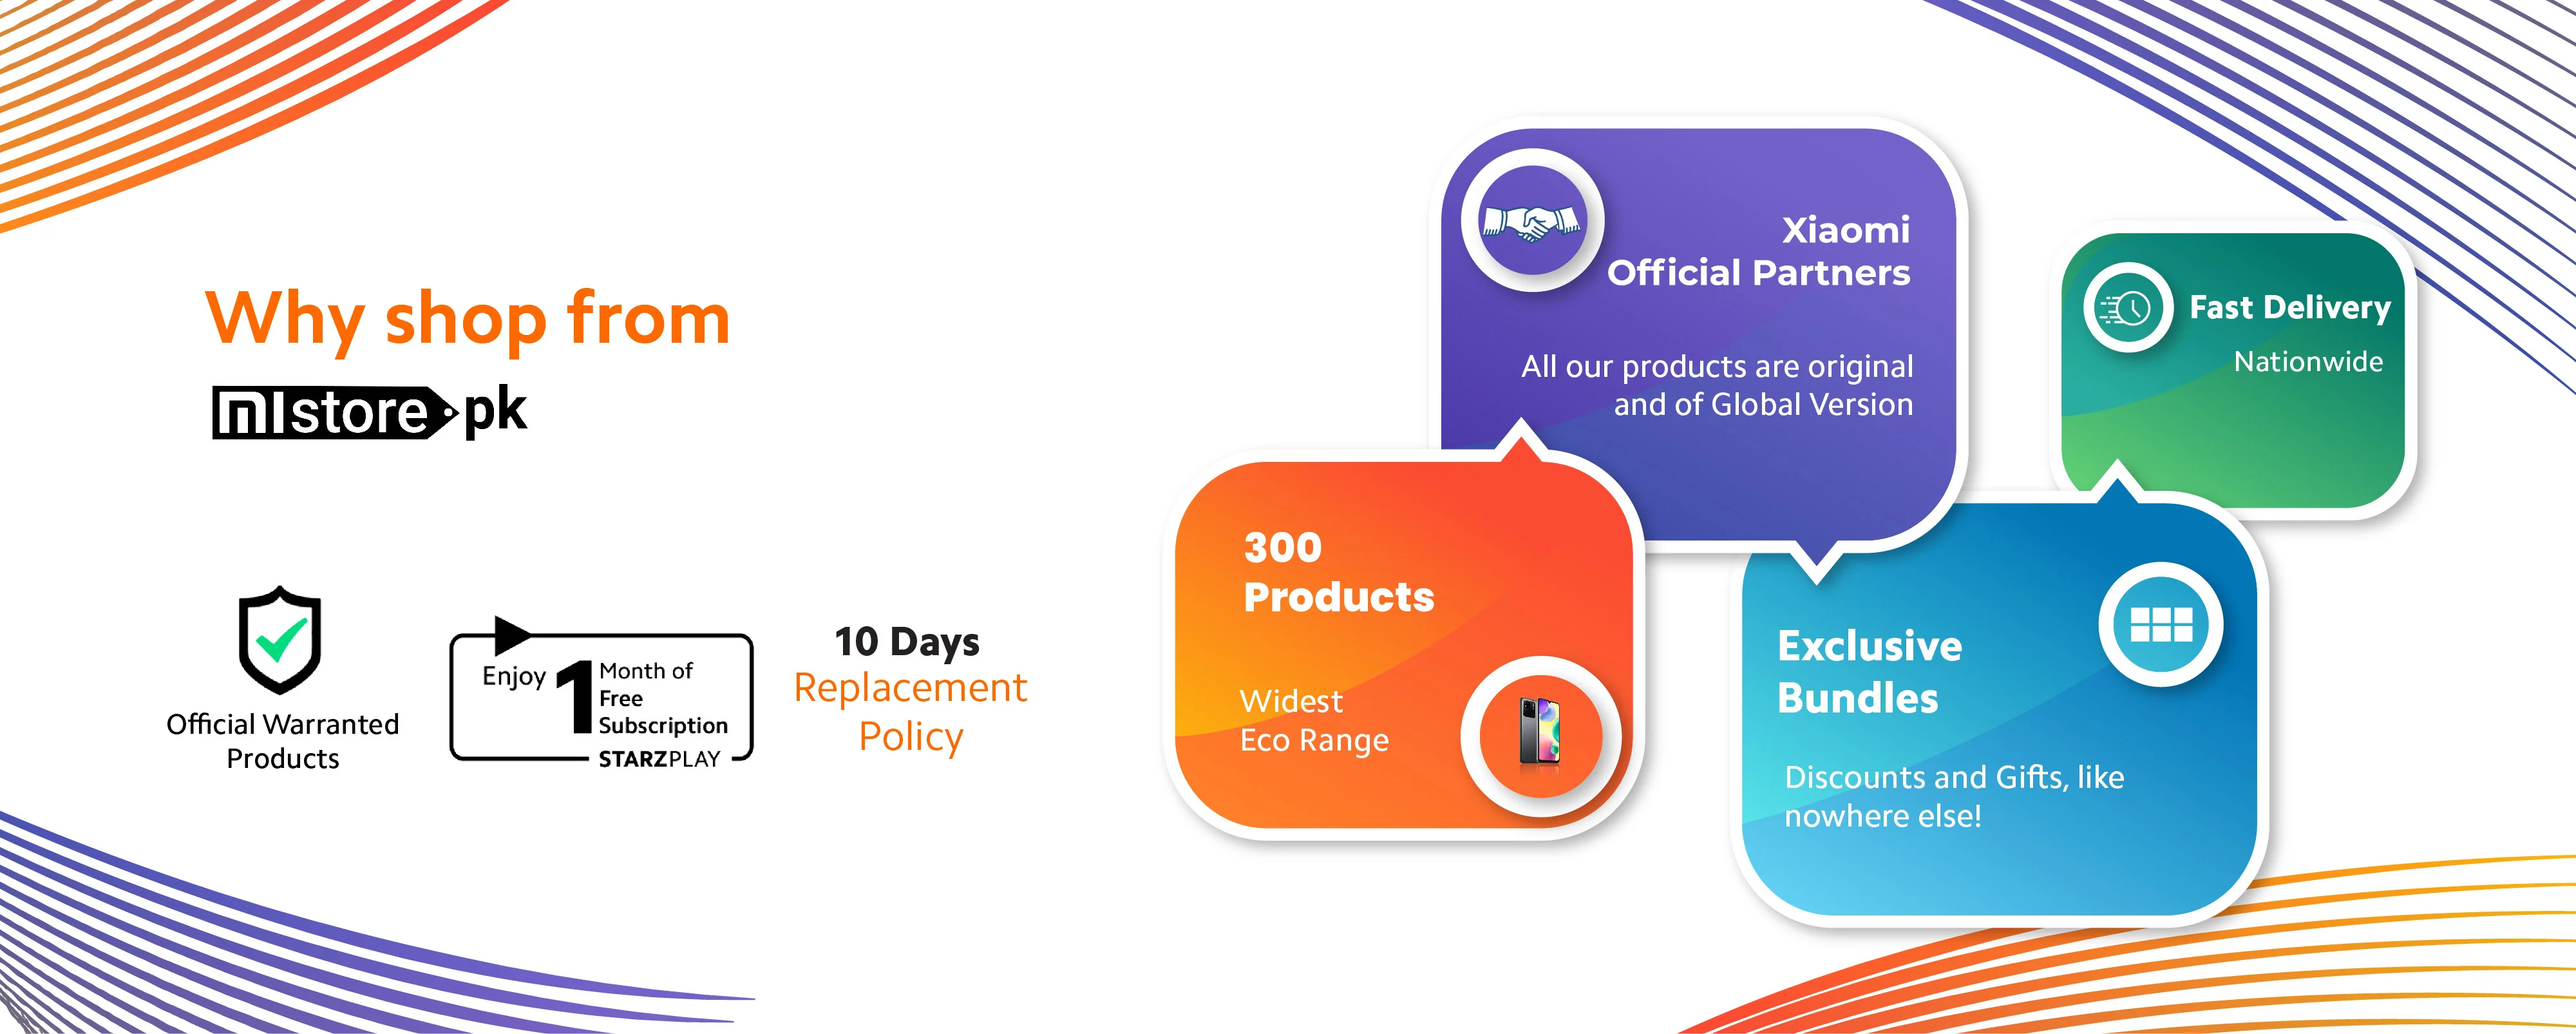 Why shop from
mistore.pk
Official Warranted
Products
Enjoy 1 Month of
Free
Subscription
STARZPLAY
10 Days
Replacement
Policy
Xiaomi
Official Partners
All our products are original
and of Global Version
Fast Delivery
Nationwide
300
Products
Widest
Eco Range
Exclusive
Bundles
Discounts and Gifts, like
nowhere else!